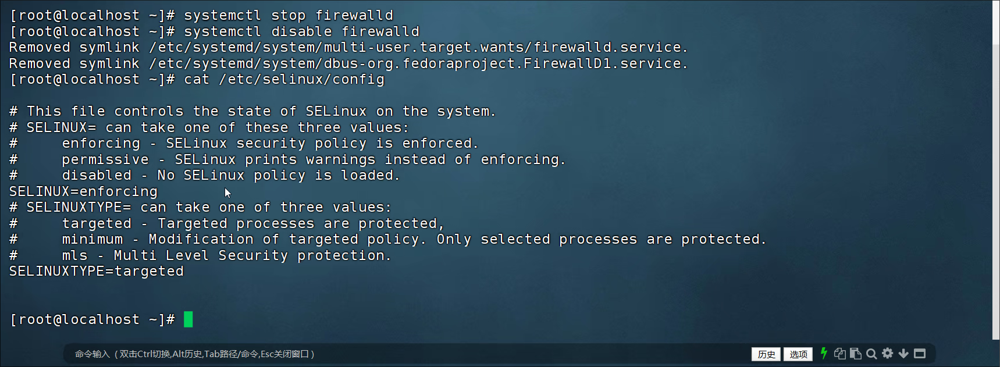 [root@localhost ~]# systemctl stop firewalld
[root@localhost ~]# systemctl disable firewalld
Removed symlink /etc/systemd/system/multi-user.target.wants/firewalld.service.
Removed symlink /etc/systemd/system/dbus-org.fedoraproject.FirewallD1.service.
[root@localhost ~]# cat /etc/selinux/config
# This file controls the state of SELinux on the system.
# SELINUX= can take one of these three values:
#     enforcing - SELinux security policy is enforced.
#     permissive - SELinux prints warnings instead of enforcing.
#     disabled - No SELinux policy is loaded.
SELINUX=enforcing
# SELINUXTYPE= can take one of three values:
#     targeted - Targeted processes are protected,
#     minimum - Modification of targeted policy. Only selected processes are protected.
#     mls - Multi Level Security protection.
SELINUXTYPE=targeted
[root@localhost ~]#
命令输入 (双击Ctrl切换,Alt历史,Tab路径/命令,Esc关闭窗口) 历史 选项